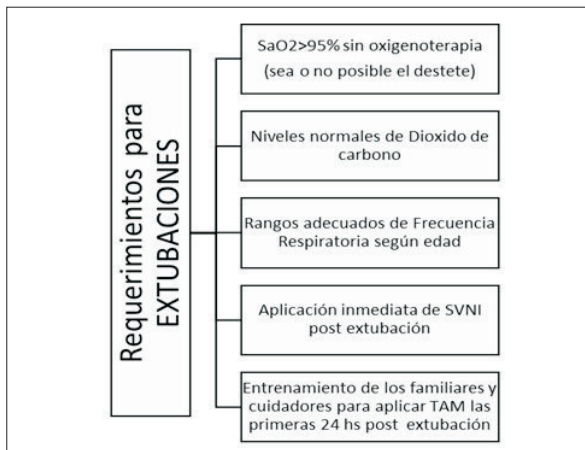 Requerimientos para
EXTUBACIONES
SaO2>95% sin oxigenoterapia
(sea o no posible el destete)
Niveles normales de Dioxido de
carbono
Rangos adecuados de Frecuencia
Respiratoria según edad
Aplicación inmediata de SVNI
post extubación
Entrenamiento de los familiares y
cuidadores para aplicar TAM las
primeras 24 hs post extubación